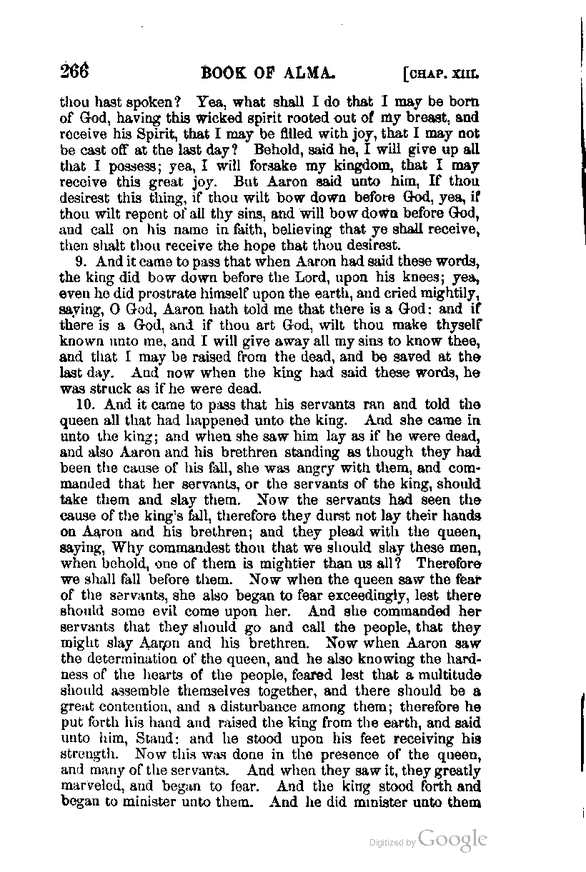 266 BOOK OF ALMA. [CHAP. XIII.
thou hast spoken? Yea, what shall I do that I may be born
of God, having this wicked spirit rooted out of my breast, and
receive his Spirit, that I may be filled with joy, that I may not
be cast off at the last day? Behold, said he, I will give up all
that I possess; yea, I will forsake my kingdom, that I may
receive this great joy. But Aaron said unto him, If thou
desirest this thing, if thou wilt bow down before God, yea, if
thou wilt repent of all thy sins, and will bow down before God,
and call on his name in faith, believing that ye shall receive,
then shalt thou receive the hope that thou desirest.
9. And it came to pass that when Aaron had said these words,
the king did bow down before the Lord, upon his knees; yea,
even he did prostrate himself upon the earth, and cried mightily,
saying, O God, Aaron hath told me that there is a God: and if
there is a God, and if thou art God, wilt thou make thyself
known unto me, and I will give away all my sins to know thee,
and that I may be raised from the dead, and be saved at the
last day. And now when the king had said these words, he
was struck as if he were dead.
10. And it came to pass that his servants ran and told the
queen all that had happened unto the king. And she came in
unto the king; and when she saw him lay as if he were dead,
and also Aaron and his brethren standing as though they had
been the cause of his fall, she was angry with them, and com-
manded that her servants, or the servants of the king, should
take them and slay them. Now the servants had seen the
cause of the king's fall, therefore they durst not lay their hands
on Aaron and his brethren; and they plead with the queen,
saying, Why commandest thou that we should slay these men,
when behold, one of them is mightier than us all? Therefore
we shall fall before them. Now when the queen saw the fear
of the servants, she also began to fear exceedingly, lest there
should some evil come upon her. And she commanded her
servants that they should go and call the people, that they
might slay Aaron and his brethren. Now when Aaron saw
the determination of the queen, and he also knowing the hard-
ness of the hearts of the people, feared lest that a multitude
should assemble themselves together, and there should be a
great contention, and a disturbance among them; therefore he
put forth his hand and raised the king from the earth, and said
unto him, Stand: and he stood upon his feet receiving his
strength. Now this was done in the presence of the queen,
and many of the servants. And when they saw it, they greatly
marveled, and began to fear. And the king stood forth and
began to minister unto them. And he did minister unto them
Digitized by Google